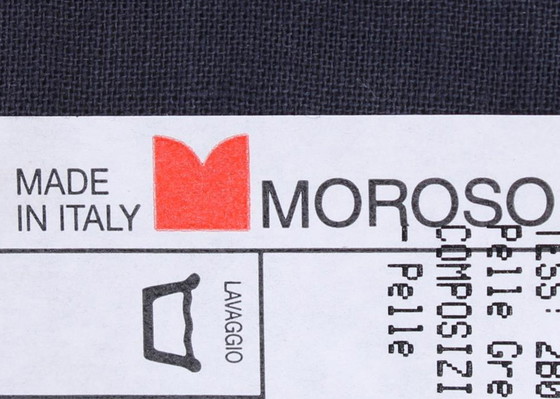 MADE
IN ITALY
MOROSO
LAVAGGIO
Pelle Gre
COMPOSIZI
- Pelle